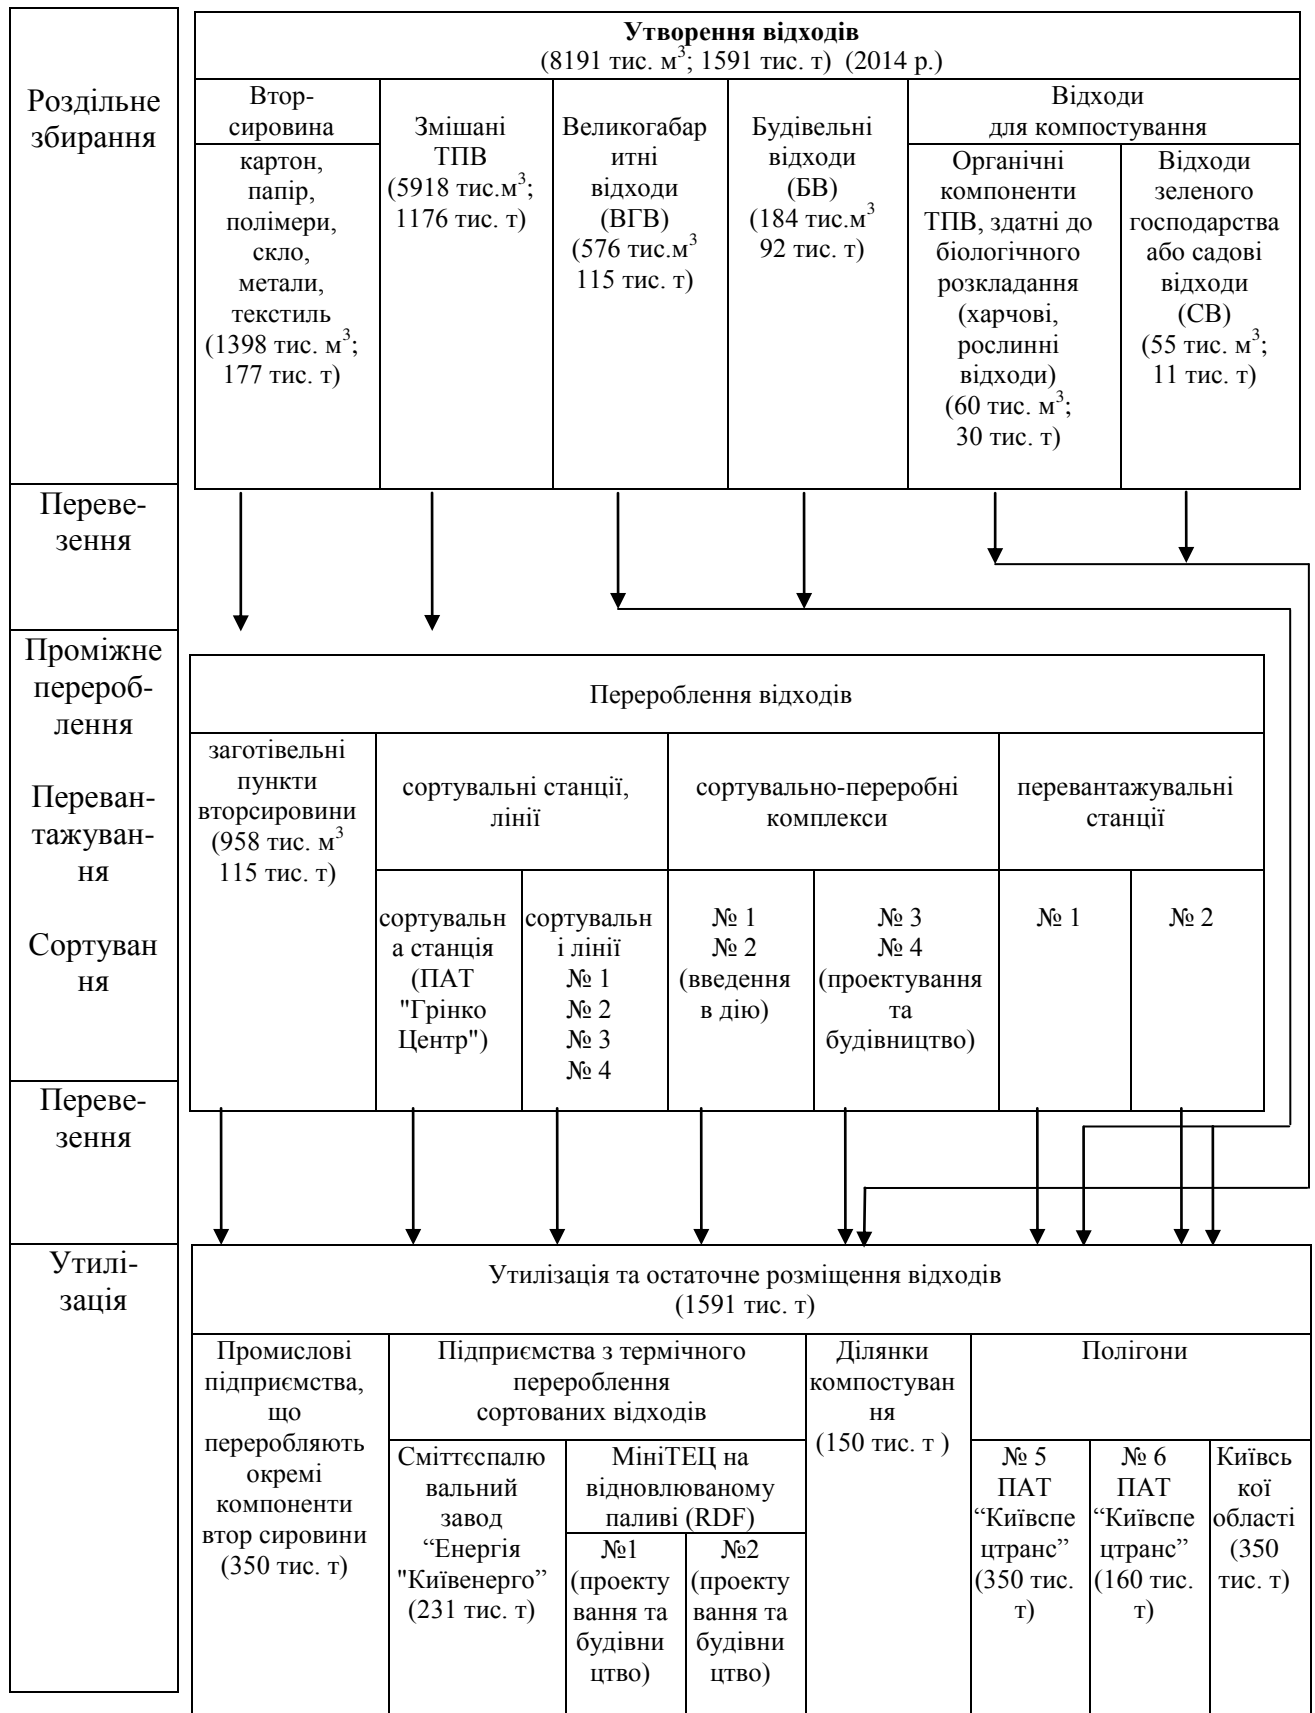 Роздільне
збирання
Утворення відходів
(8191 тис. м³; 1591 тис. т) (2014 р.)
Втор-
сировина
картон,
папір,
полімери,
скло,
метали,
текстиль
(1398 тис. м³;
177 тис. т)
Змішані
ТПВ
(5918 тис.м³;
1176 тис. т)
Великогабар
итні
відходи
(ВГВ)
(576 тис.м³
115 тис. т)
Будівельні
відходи
(БВ)
(184 тис.м³
92 тис. т)
Відходи
для компостування
Органічні
компоненти
ТПВ, здатні до
біологічного
розкладання
(харчові,
рослинні
відходи)
(60 тис. м³;
30 тис. т)
Відходи
зеленого
господарства
або садові
відходи
(СВ)
(55 тис. м³;
11 тис. т)
Переве-
зення
Проміжне
перероб-
лення
Переван-
тажуван-
ня
Сортуван
ня
Перероблення відходів
заготівельні
пункти
вторсировини
(958 тис. м³
115 тис. т)
сортувальні станції,
лінії
сортувально-переробні
комплекси
перевантажувальні
станції
сортувальн
а станція
(ПАТ
"Грінко
Центр")
сортувальн
і лінії
№ 1
№ 2
№ 3
№ 4
№ 1
№ 2
(введення
в дію)
№ 3
№ 4
(проектування
та
будівництво)
№ 1
№ 2
Переве-
зення
Утилі-
зація
Утилізація та остаточне розміщення відходів
(1591 тис. т)
Промислові
підприємства,
що
переробляють
окремі
компоненти
втор сировини
(350 тис. т)
Підприємства з термічного
перероблення
сортованих відходів
Сміттєспалю
вальний
завод
“Енергія
"Київенерго”
(231 тис. т)
МініТЕЦ на
відновлюваному
паливі (RDF)
№1
(проекту
вання та
будівни
цтво)
№2
(проекту
вання та
будівни
цтво)
Ділянки
компостуван
ня
(150 тис. т )
Полігони
№ 5
ПАТ
“Київспе
цтранс”
(350 тис.
т)
№ 6
ПАТ
“Київспе
цтранс”
(160 тис.
т)
Київсь
кої
області
(350
тис. т)